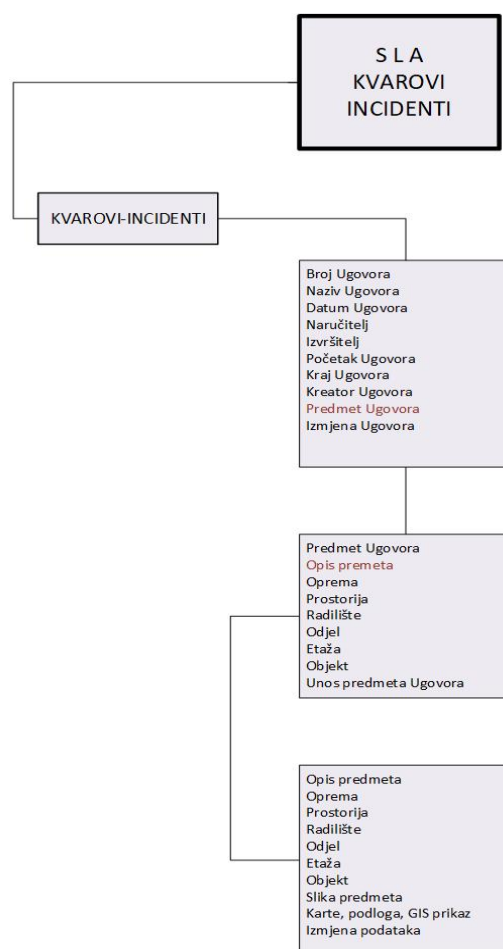 S L A
KVAROVI
INCIDENTI
KVAROVI-INCIDENTI
Broj Ugovora
Naziv Ugovora
Datum Ugovora
Naručitelj
Izvršitelj
Početak Ugovora
Kraj Ugovora
Kreator Ugovora
Predmet Ugovora
Izmjena Ugovora
Predmet Ugovora
Opis premeta
Oprema
Prostorija
Radilište
Odjel
Etaža
Objekt
Unos predmeta Ugovora
Opis predmeta
Oprema
Prostorija
Radilište
Odjel
Etaža
Objekt
Slika predmeta
Karte, podloga, GIS prikaz
Izmjena podataka